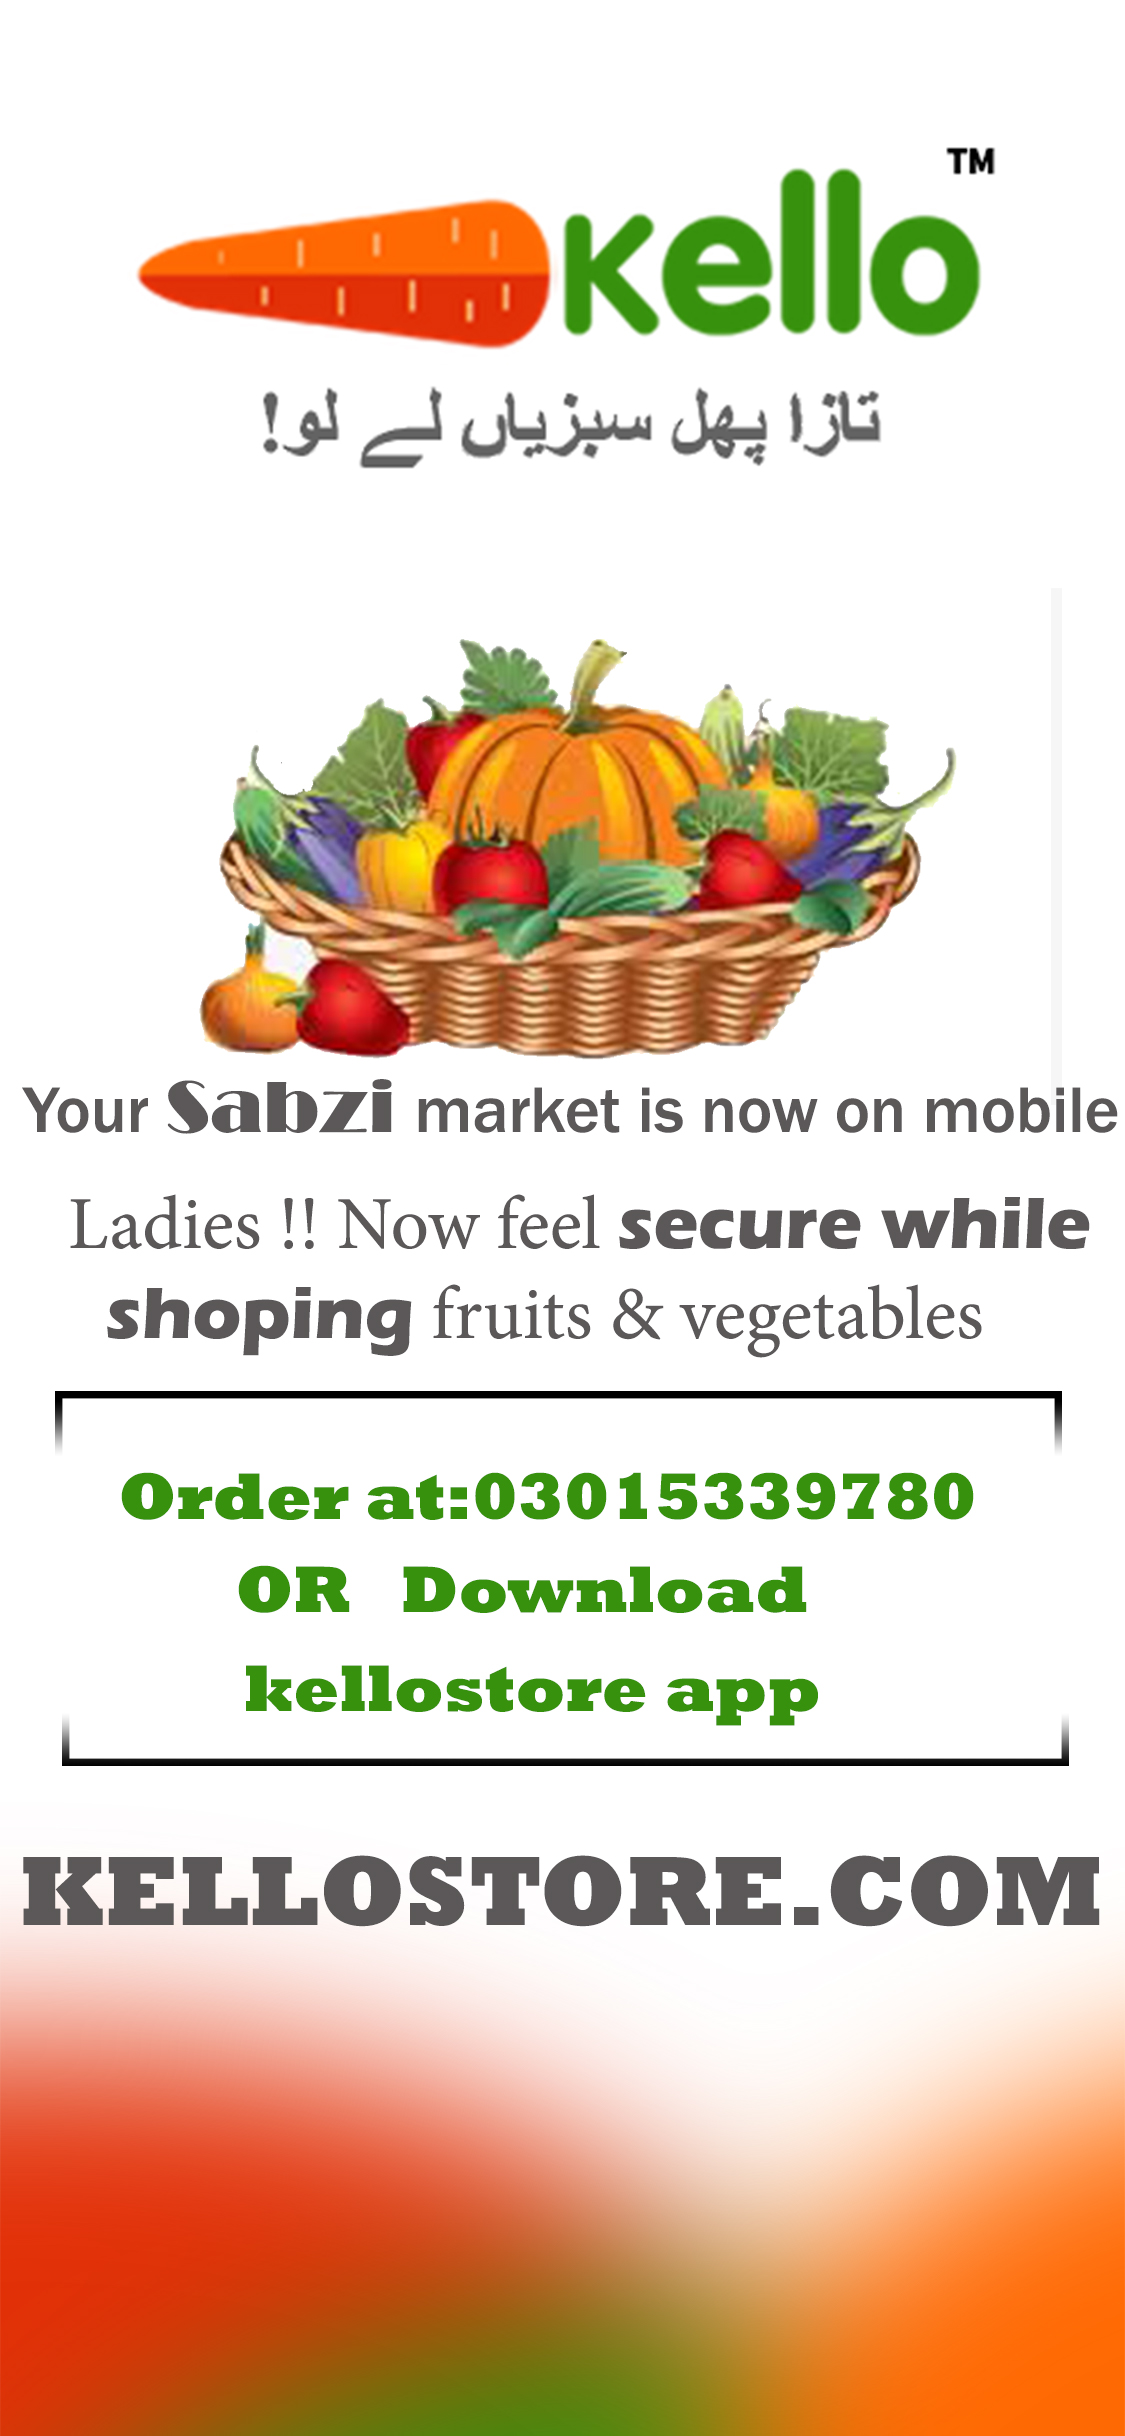 kello™
تازا پھل سبزیاں لے لو!
Your Sabzi market is now on mobile
Ladies !! Now feel secure while
shoping fruits & vegetables
Order at:03015339780
OR Download
kellostore app
KELLOSTORE.COM